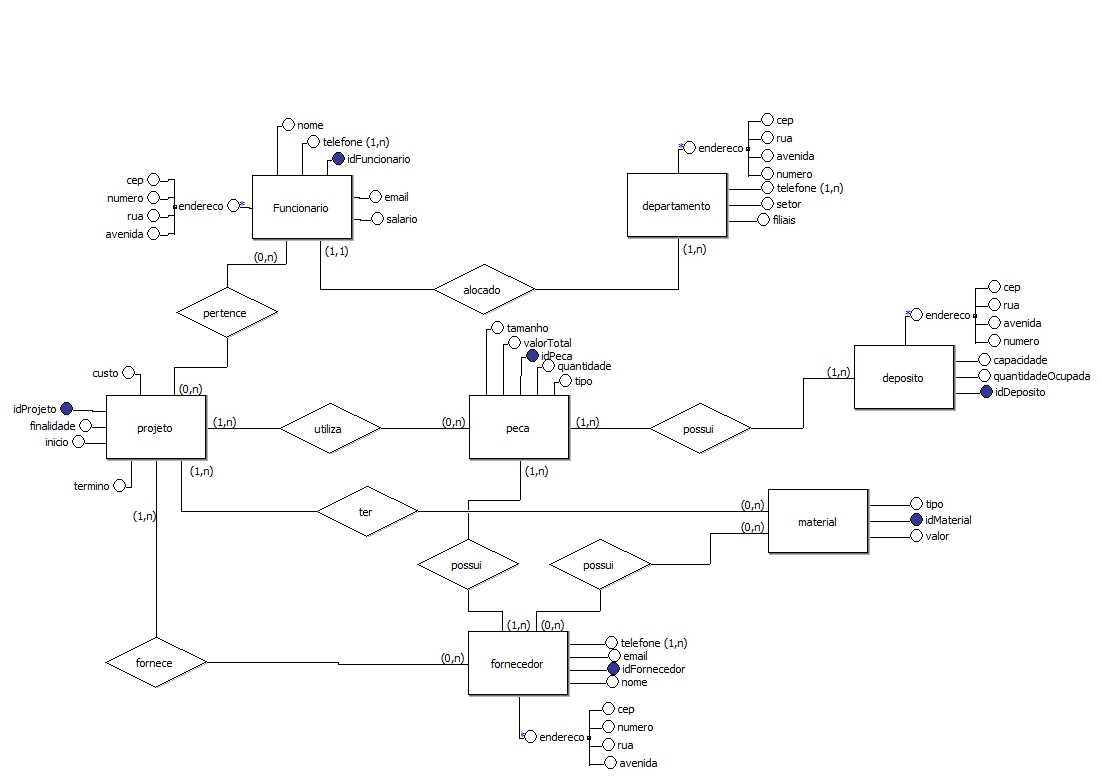 nome
telefone (1,n)
idFuncionario
cep
numero
rua
avenida
endereco
*
Funcionario
email
salario
(0,n)
(1,1)
cep
rua
avenida
numero
* endereco
departamento
telefone (1,n)
setor
filiais
(1,n)
alocado
pertence
(0,n)
cep
rua
avenida
numero
* endereco
deposito
capacidade
quantidadeOcupada
idDeposito
(1,n)
tamanho
valorTotal
idPeca
quantidade
tipo
custo
idProjeto
finalidade
inicio
termino
projeto
(1,n)
utiliza
(0,n)
peca
(1,n)
possui
(1,n)
(1,n)
(1,n)
ter
(0,n)
(0,n)
material
tipo
idMaterial
valor
possui
possui
(1,n)
(0,n)
fornece
(0,n)
fornecedor
telefone (1,n)
email
idFornecedor
nome
* endereco
cep
numero
rua
avenida